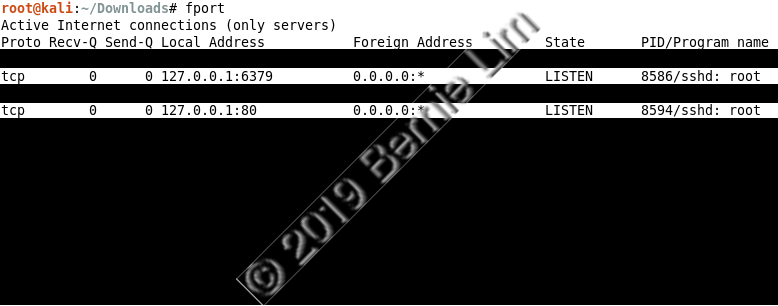 root@kali:~/Downloads# fport
Active Internet connections (only servers)
Proto Recv-Q Send-Q Local Address           Foreign Address         State       PID/Program name
tcp        0      0 127.0.0.1:6379          0.0.0.0:*               LISTEN      8586/sshd: root
tcp        0      0 127.0.0.1:80            0.0.0.0:*               LISTEN      8594/sshd: root
© 2019 Bernie Lim